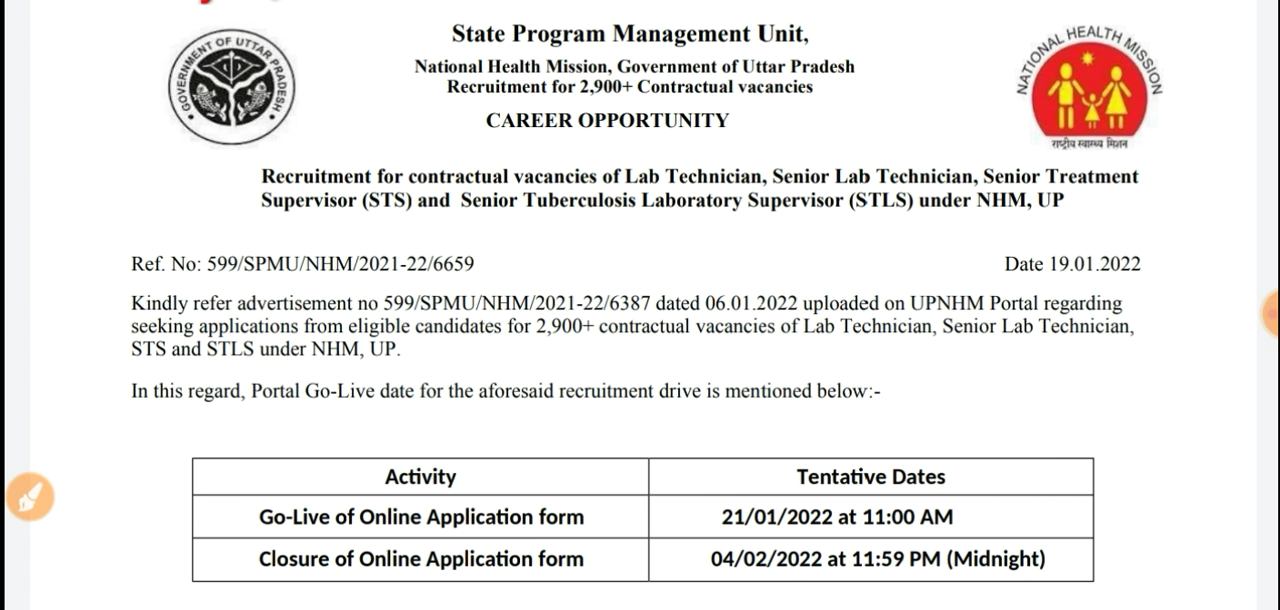 State Program Management Unit,
National Health Mission, Government of Uttar Pradesh
Recruitment for 2,900+ Contractual vacancies
CAREER OPPORTUNITY
GOVERNMENT OF UTTAR PRADESH
NATIONAL HEALTH MISSION
राष्ट्रीय स्वास्थ्य मिशन
Recruitment for contractual vacancies of Lab Technician, Senior Lab Technician, Senior Treatment
Supervisor (STS) and Senior Tuberculosis Laboratory Supervisor (STLS) under NHM, UP
Ref. No: 599/SPMU/NHM/2021-22/6659 Date 19.01.2022
Kindly refer advertisement no 599/SPMU/NHM/2021-22/6387 dated 06.01.2022 uploaded on UPNHM Portal regarding
seeking applications from eligible candidates for 2,900+ contractual vacancies of Lab Technician, Senior Lab Technician,
STS and STLS under NHM, UP.
In this regard, Portal Go-Live date for the aforesaid recruitment drive is mentioned below:-
Activity Tentative Dates
Go-Live of Online Application form 21/01/2022 at 11:00 AM
Closure of Online Application form 04/02/2022 at 11:59 PM (Midnight)